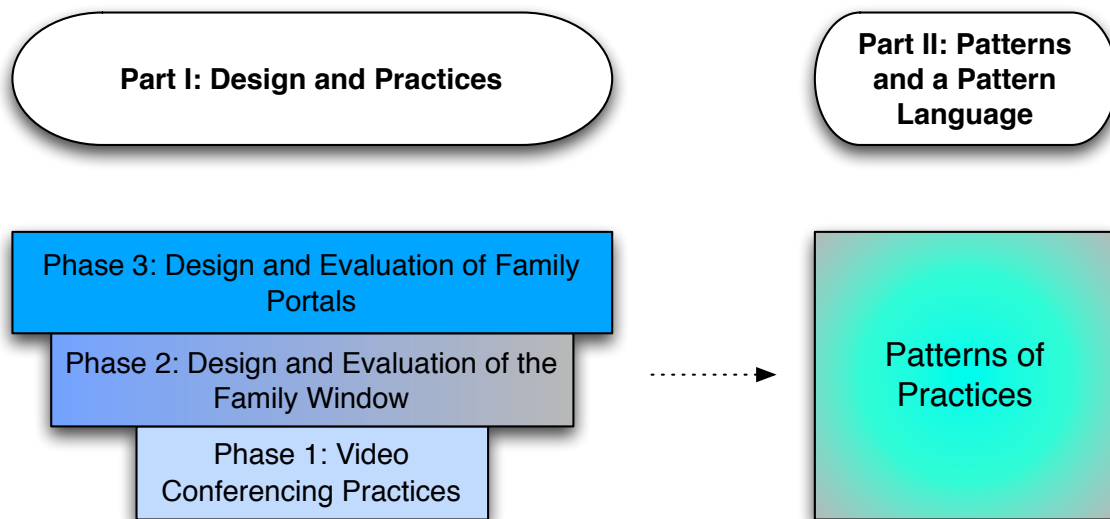 Part I: Design and Practices
Part II: Patterns
and a Pattern
Language
Phase 3: Design and Evaluation of Family
Portals
Phase 2: Design and Evaluation of the
Family Window
Phase 1: Video
Conferencing Practices
Patterns of
Practices